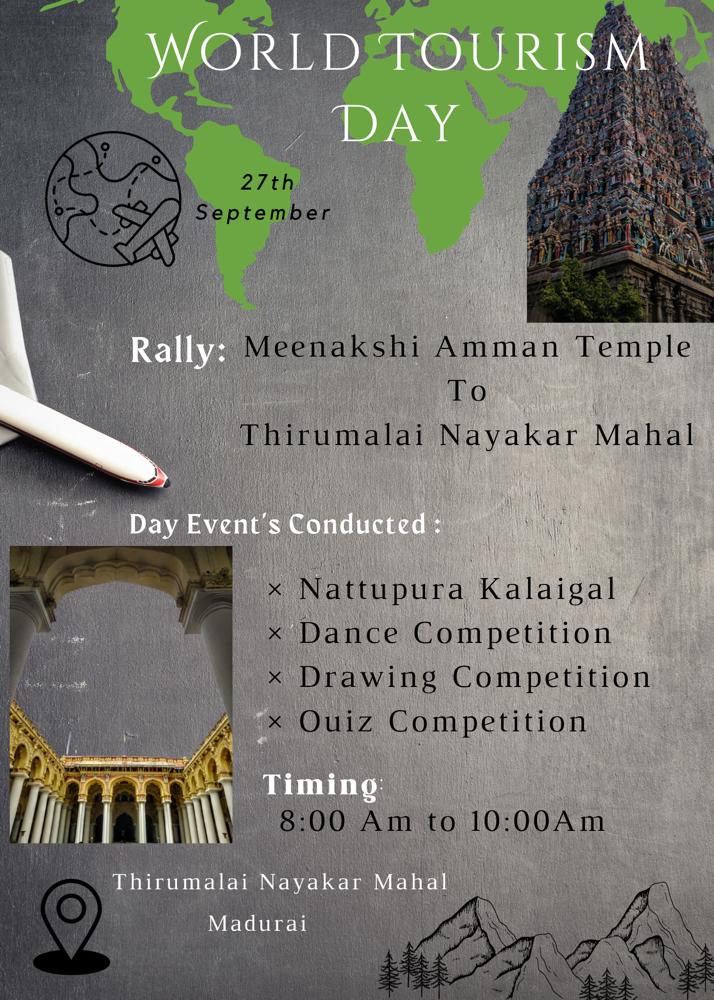 World Tourism
Day
27th
September
Rally: Meenakshi Amman Temple
To
Thirumalai Nayakar Mahal
Day Event's Conducted :
× Nattupura Kalaigal
× Dance Competition
× Drawing Competition
× Quiz Competition
Timing:
8:00 Am to 10:00Am
Thirumalai Nayakar Mahal
Madurai